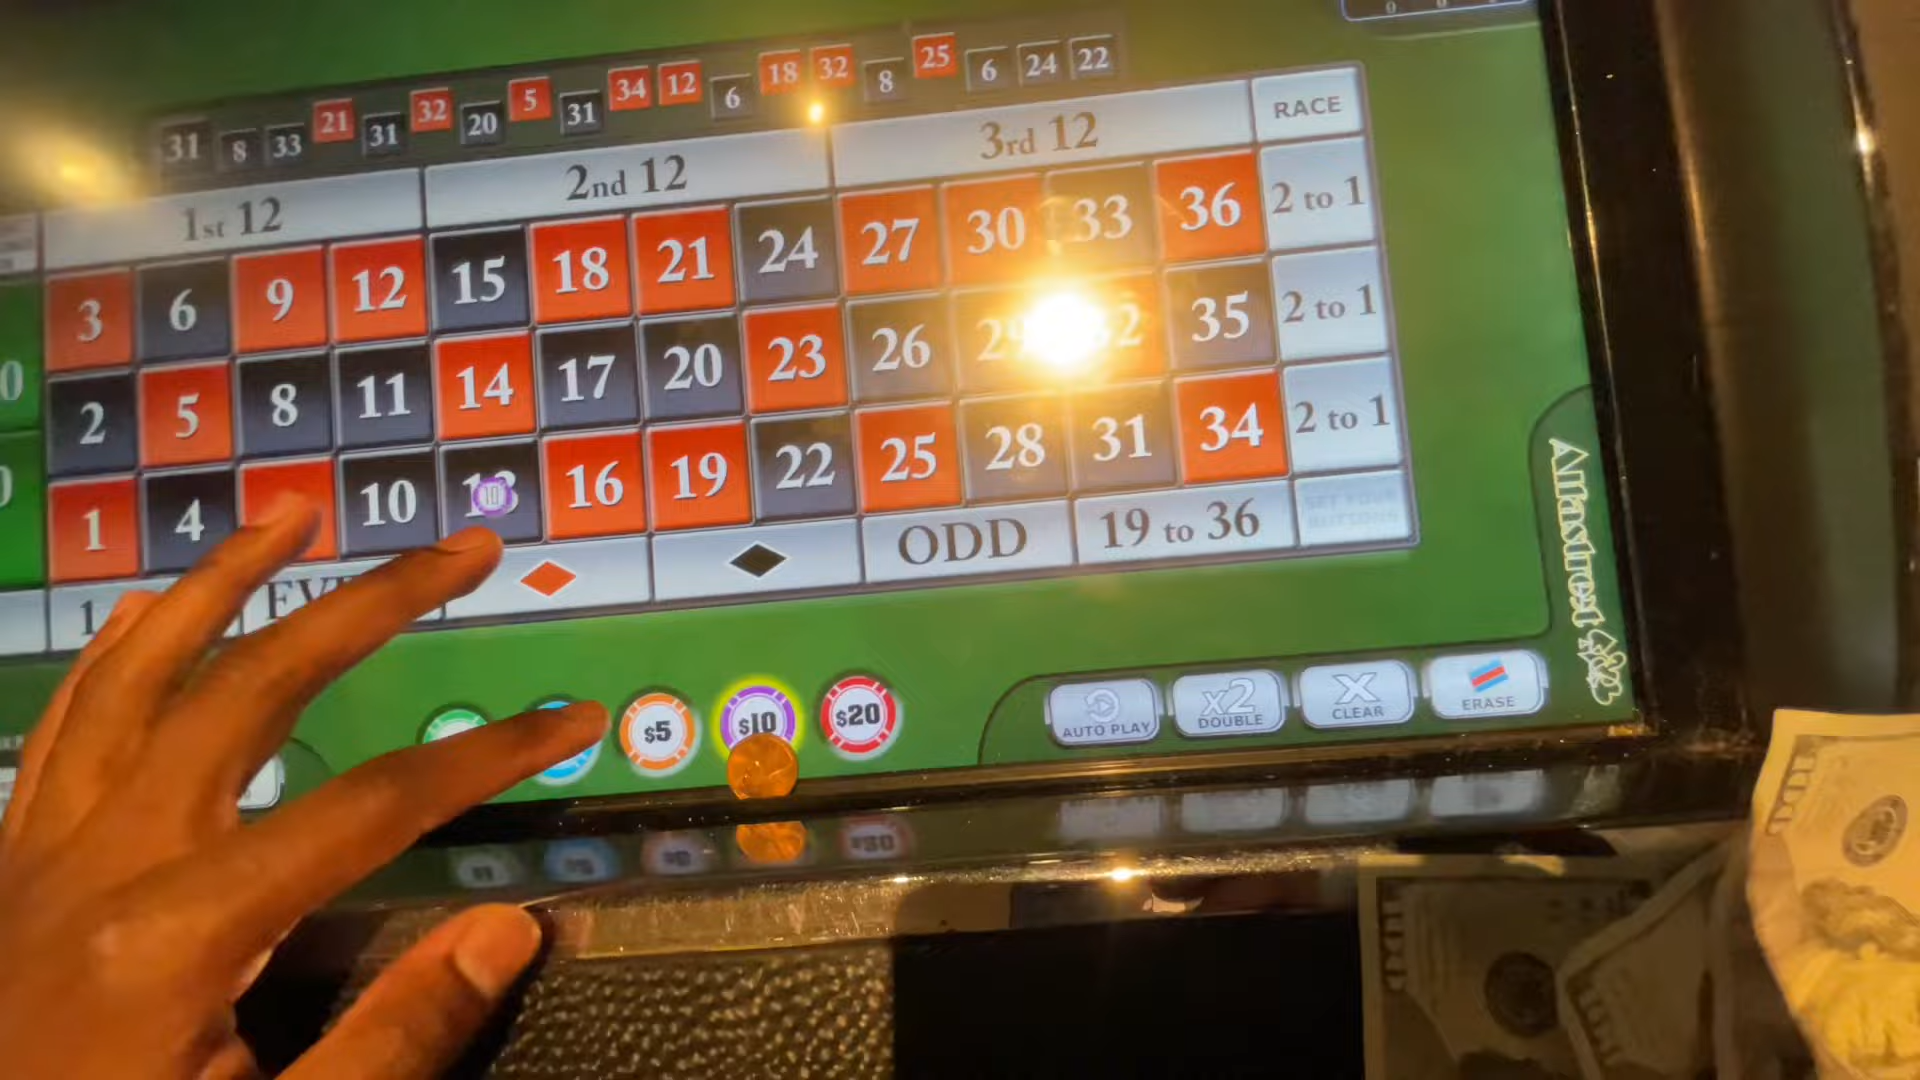 31 8 33 21 31 32 20 5 31 34 12 6 18 32 8 25 6 24 22
1st 12 2nd 12 3rd 12 RACE
3 6 9 12 15 18 21 24 27 30 33 36 2 to 1
2 5 8 11 14 17 20 23 26 29 32 35 2 to 1
1 4 10 13 16 19 22 25 28 31 34 2 to 1
10
ODD 19 to 36
$5 $10 $20
AUTO PLAY
x2 DOUBLE
X CLEAR
ERASE